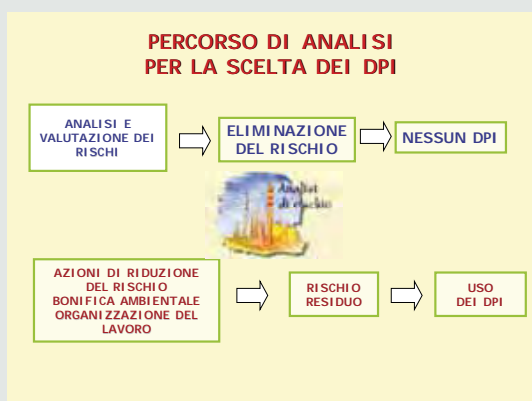 PERCORSO DI ANALISI
PER LA SCELTA DEI DPI
ANALISI E
VALUTAZIONE DEI
RISCHI
ELIMINAZIONE
DEL RISCHIO
NESSUN DPI
Analisi
di rischio
AZIONI DI RIDUZIONE
DEL RISCHIO
BONIFICA AMBIENTALE
ORGANIZZAZIONE DEL
LAVORO
RISCHIO
RESIDUO
USO
DEI DPI